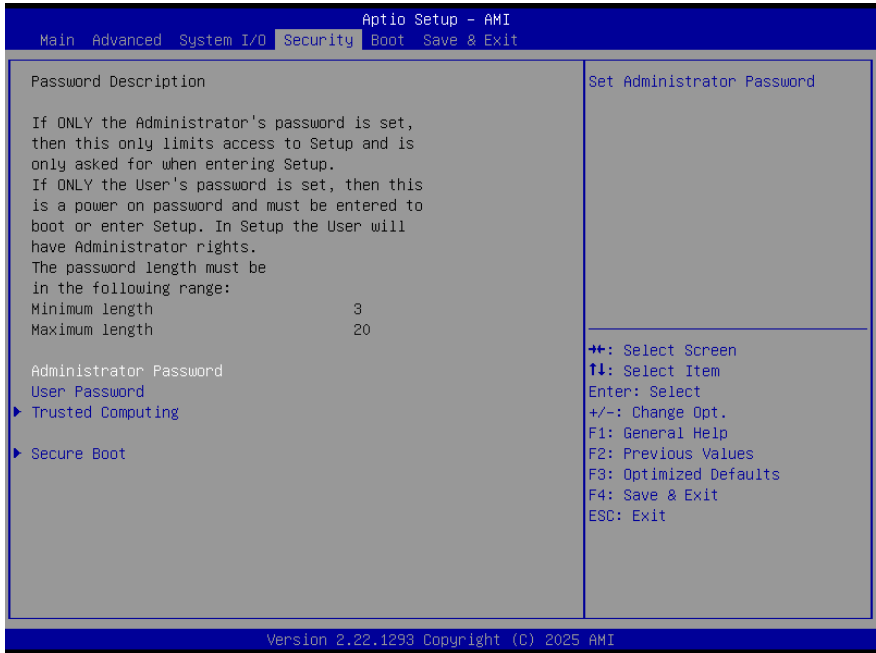 Aptio Setup – AMI
Main Advanced System I/O Security Boot Save & Exit
Password Description
If ONLY the Administrator's password is set,
then this only limits access to Setup and is
only asked for when entering Setup.
If ONLY the User's password is set, then this
is a power on password and must be entered to
boot or enter Setup. In Setup the User will
have Administrator rights.
The password length must be
in the following range:
Minimum length 3
Maximum length 20
Administrator Password
User Password
Trusted Computing
Secure Boot
Set Administrator Password
→←: Select Screen
↑↓: Select Item
Enter: Select
+/-: Change Opt.
F1: General Help
F2: Previous Values
F3: Optimized Defaults
F4: Save & Exit
ESC: Exit
Version 2.22.1293 Copyright (C) 2025 AMI